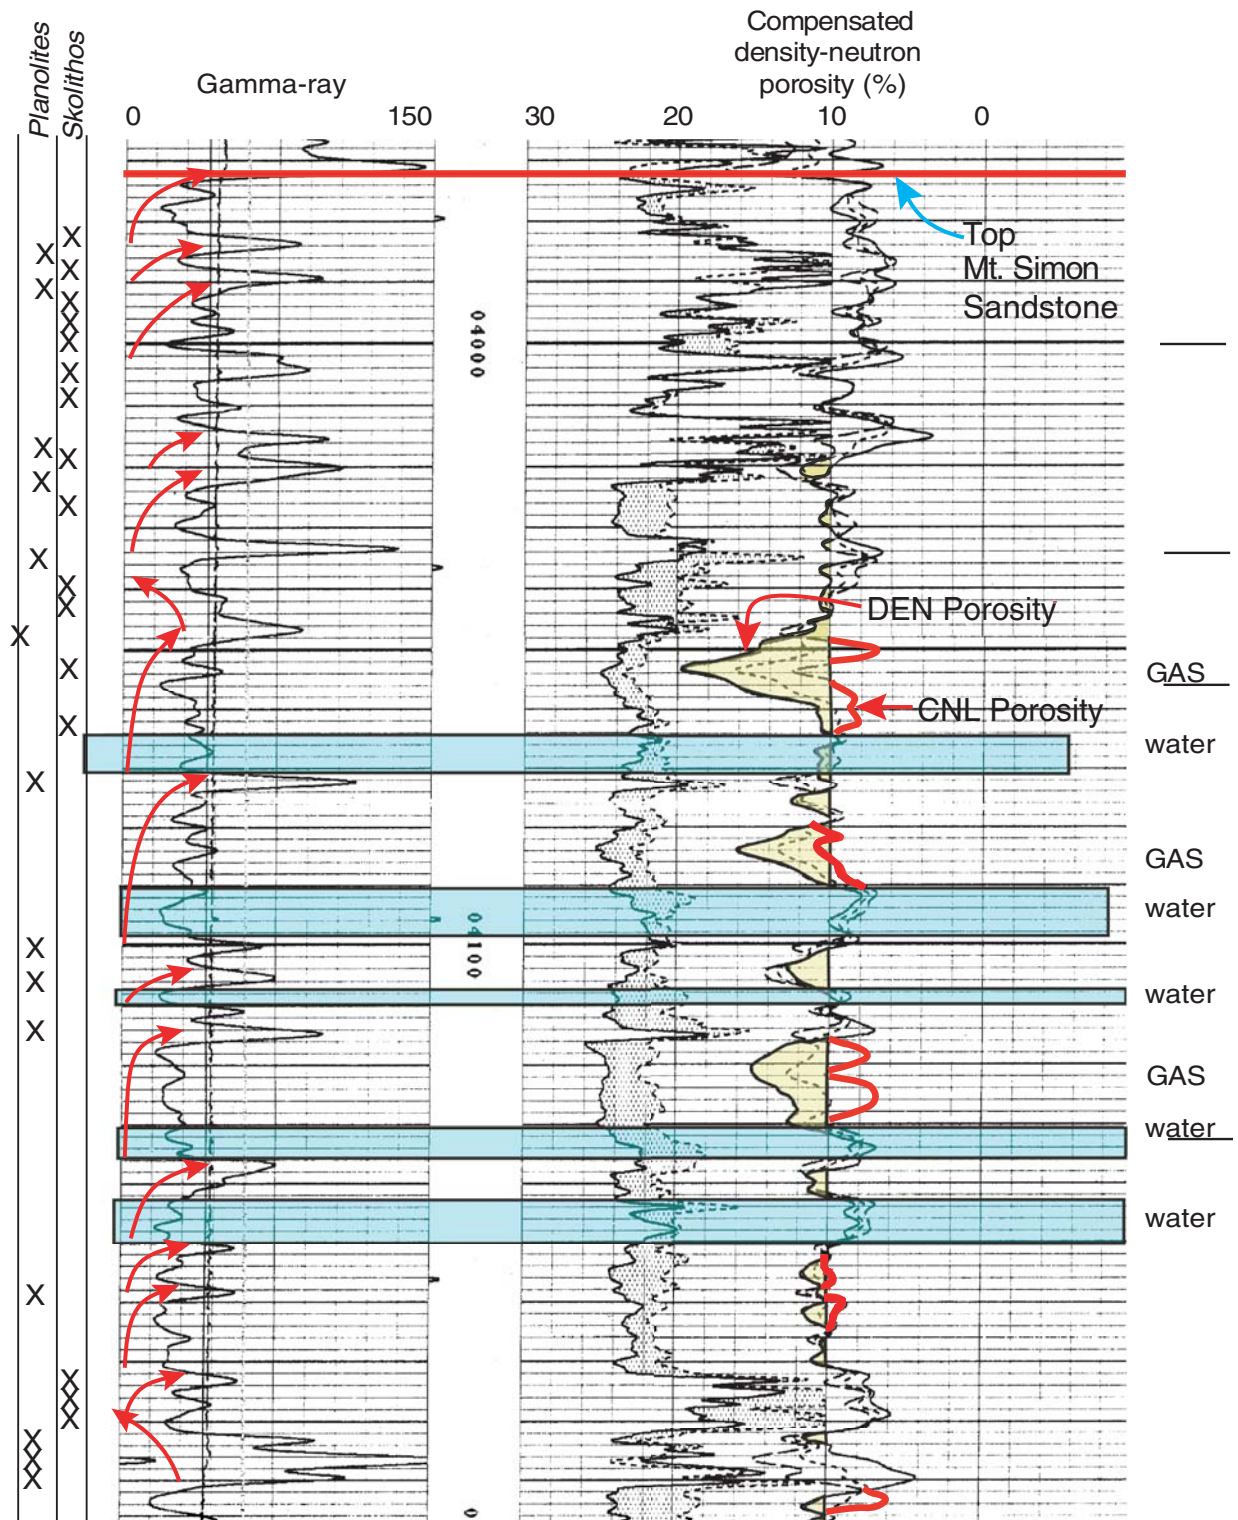 Compensated
density-neutron
porosity (%)
Planolites
Skolithos
Gamma-ray
0 150 30 20 10 0
Top
Mt. Simon
Sandstone
X
X
X
X
X
X
X
X
04000
X
X
X
X
X
X
X
X
X
DEN Porosity
X
X
GAS
CNL Porosity
X
water
X
GAS
water
04100
X
X
water
X
GAS
water
water
X
X
X
X
X
X
X
X
0